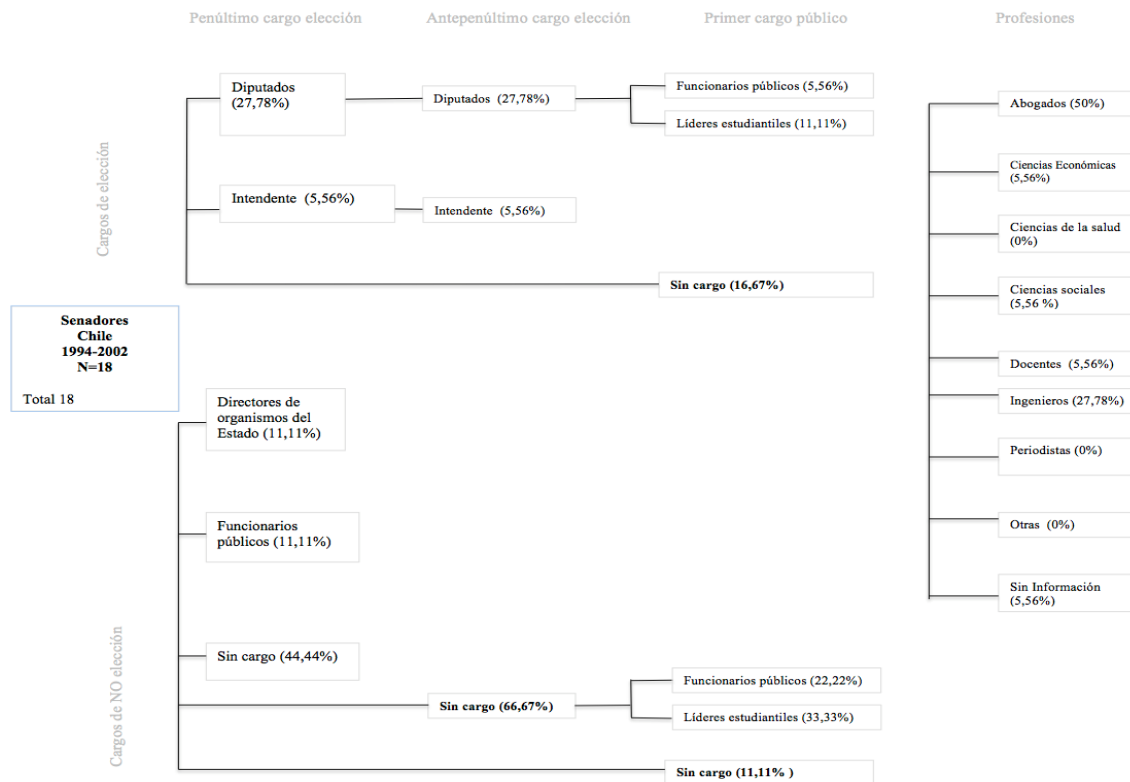 Penúltimo cargo elección
Antepenúltimo cargo elección
Primer cargo público
Profesiones
Cargos de elección
Diputados
(27,78%)
Diputados (27,78%)
Funcionarios públicos (5,56%)
Líderes estudiantiles (11,11%)
Intendente (5,56%)
Intendente (5,56%)
Sin cargo (16,67%)
Senadores
Chile
1994-2002
N=18
Total 18
Cargos de NO elección
Directores de
organismos del
Estado (11,11%)
Funcionarios
públicos (11,11%)
Sin cargo (44,44%)
Sin cargo (66,67%)
Funcionarios públicos (22,22%)
Líderes estudiantiles (33,33%)
Sin cargo (11,11% )
Abogados (50%)
Ciencias Económicas
(5,56%)
Ciencias de la salud
(0%)
Ciencias sociales
(5,56 %)
Docentes (5,56%)
Ingenieros (27,78%)
Periodistas (0%)
Otras (0%)
Sin Información
(5,56%)